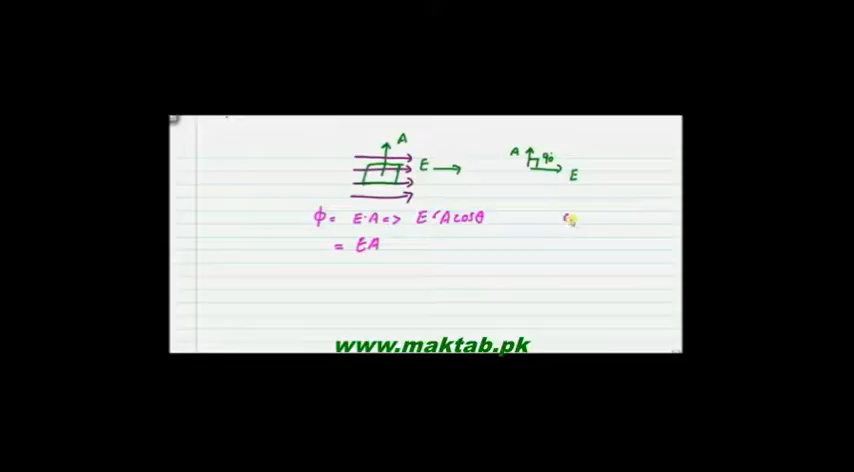 A
E
A 90
E
Φ = E·A => E A cosθ
= EA
www.maktab.pk